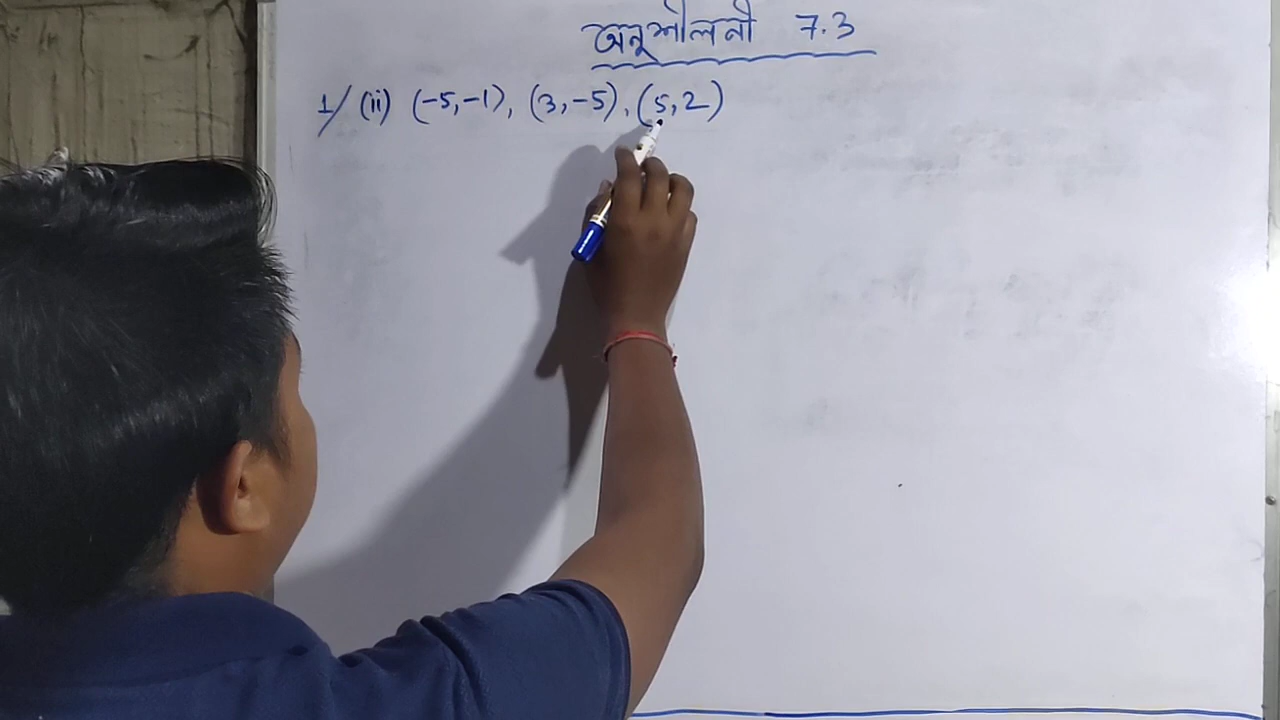 অনুশীলনী 7.3
1/ (ii) (-5,-1), (3,-5), (5,2)